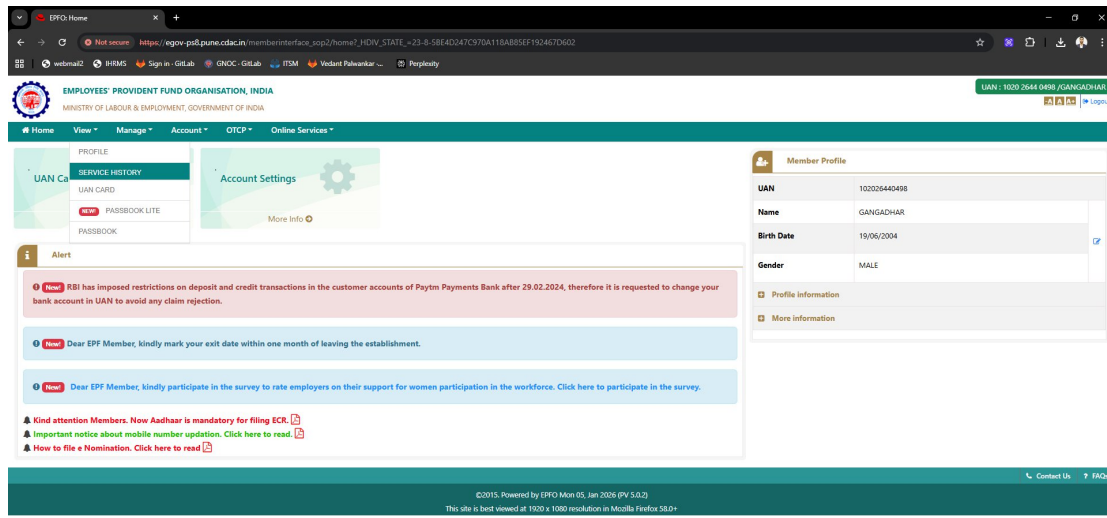 EPFO: Home
Not secure https://egov-ps8.pune.cdac.in/memberinterface_sop2/home?_HDIV_STATE_=23-8-5BE4D247C970A118AB85EF192467D602
webmail2 IHRMS Sign in · GitLab GNOC · GitLab ITSM Vedant Palwankar -... Perplexity
EMPLOYEES' PROVIDENT FUND ORGANISATION, INDIA
MINISTRY OF LABOUR & EMPLOYMENT, GOVERNMENT OF INDIA
UAN : 1020 2644 0498 /GANGADHAR
-A A A+ Logou
Home View Manage Account OTCP Online Services
PROFILE
SERVICE HISTORY
UAN CARD
NEW! PASSBOOK LITE
PASSBOOK
UAN Ca
Account Settings
More Info
Member Profile
UAN 102026440498
Name GANGADHAR
Birth Date 19/06/2004
Gender MALE
Profile information
More information
Alert
New! RBI has imposed restrictions on deposit and credit transactions in the customer accounts of Paytm Payments Bank after 29.02.2024, therefore it is requested to change your
bank account in UAN to avoid any claim rejection.
New! Dear EPF Member, kindly mark your exit date within one month of leaving the establishment.
New! Dear EPF Member, kindly participate in the survey to rate employers on their support for women participation in the workforce. Click here to participate in the survey.
Kind attention Members. Now Aadhaar is mandatory for filing ECR.
Important notice about mobile number updation. Click here to read.
How to file e Nomination. Click here to read
Contact Us ? FAQs
©2015. Powered by EPFO Mon 05, Jan 2026 (PV 5.0.2)
This site is best viewed at 1920 x 1080 resolution in Mozilla Firefox 58.0+